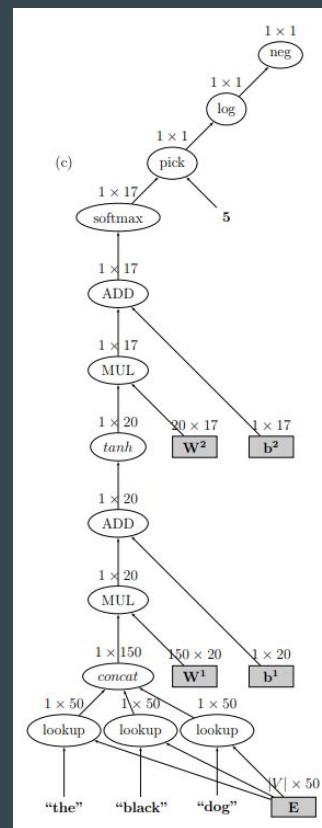 1 × 1
neg
1 × 1
log
1 × 1
(c)
pick
1 × 17
softmax
5
1 × 17
ADD
1 × 17
MUL
1 × 20
20 × 17
1 × 17
tanh
W²
b²
1 × 20
ADD
1 × 20
MUL
1 × 150
150 × 20
1 × 20
concat
W¹
b¹
1 × 50
1 × 50
1 × 50
lookup
lookup
lookup
|V| × 50
“the”
“black”
“dog”
E